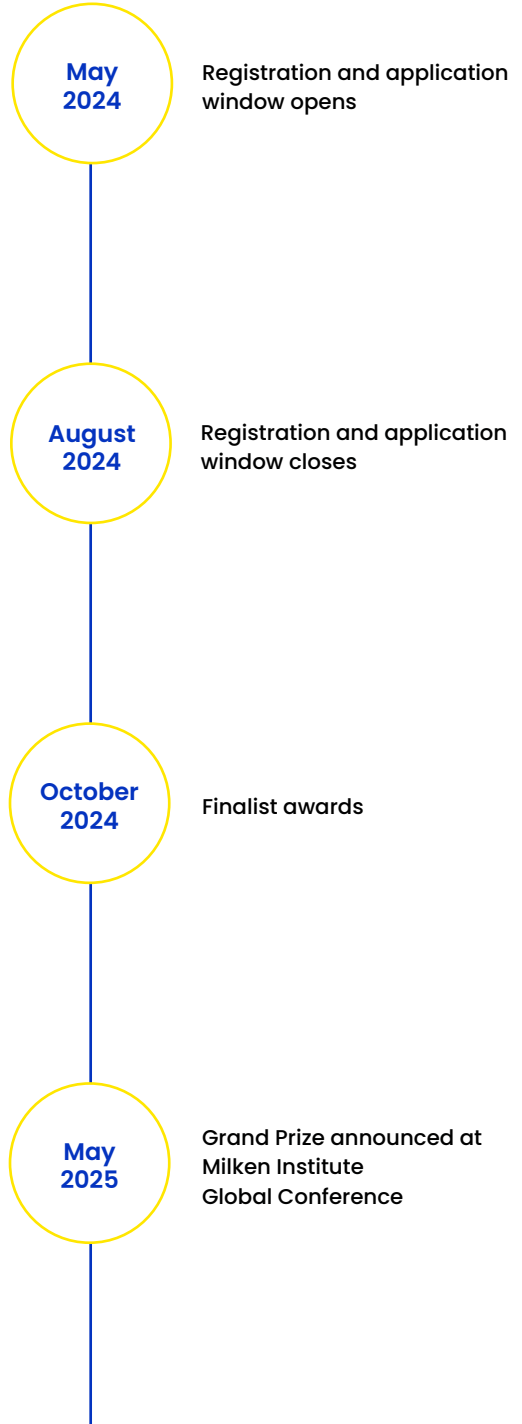 May
2024
Registration and application
window opens
August
2024
Registration and application
window closes
October
2024
Finalist awards
May
2025
Grand Prize announced at
Milken Institute
Global Conference